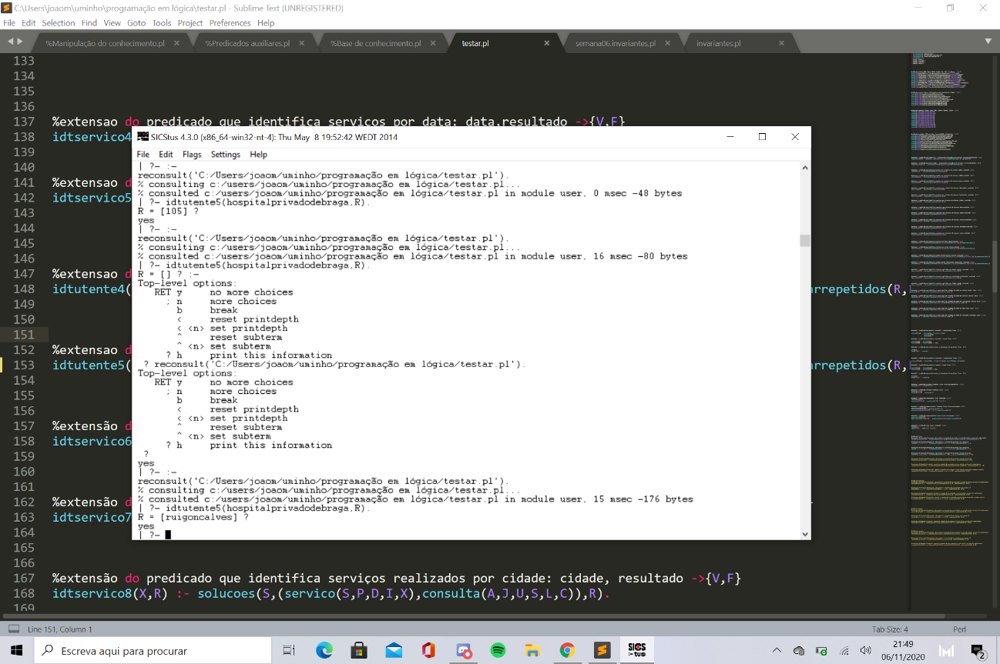 C:\Users\joaom\uminho\programação em lógica\testar.pl - Sublime Text (UNREGISTERED)
File Edit Selection Find View Goto Tools Project Preferences Help
%Manipulação do conhecimento.pl %Predicados auxiliares.pl %Base de conhecimento.pl testar.pl semana06.invariantes.pl invariantes.pl
133
134
135
136
137 %extensao do predicado que identifica servicos por data: data,resultado ->{V,F}
138 idtservico4
139
140
141 %extensao d
142 idtservico5
143
144
145
146
147 %extensao d
148 idtutente4( urrepetidos(R,
149
150
151
152 %extensao d
153 idtutente5( urrepetidos(R,
154
155
156
157 %extensão d
158 idtservico6
159
160
161
162 %extensão d
163 idtservico7
164
165
166
167 %extensão do predicado que identifica serviços realizados por cidade: cidade, resultado ->{V,F}
168 idtservico8(X,R) :- solucoes(S,(servico(S,P,D,I,X),consulta(A,J,U,S,L,C)),R).
169
SICStus 4.3.0 (x86_64-win32-nt-4): Thu May  8 19:52:42 WEDT 2014
File Edit Flags Settings Help
| ?- :-
reconsult('C:/Users/joaom/uminho/programação em lógica/testar.pl').
% consulting c:/users/joaom/uminho/programação em lógica/testar.pl...
% consulted c:/users/joaom/uminho/programação em lógica/testar.pl in module user, 0 msec -48 bytes
| ?- idtutente5(hospitalprivadodebraga,R).
R = [105] ?
yes
| ?- :-
reconsult('C:/Users/joaom/uminho/programação em lógica/testar.pl').
% consulting c:/users/joaom/uminho/programação em lógica/testar.pl...
% consulted c:/users/joaom/uminho/programação em lógica/testar.pl in module user, 16 msec -80 bytes
| ?- idtutente5(hospitalprivadodebraga,R).
R = [] ? :-
Top-level options:
RET y no more choices
; n more choices
b break
< reset printdepth
< <n> set printdepth
^ reset subterm
^ <n> set subterm
? h print this information
? reconsult('C:/Users/joaom/uminho/programação em lógica/testar.pl').
Top-level options:
RET y no more choices
; n more choices
b break
< reset printdepth
< <n> set printdepth
^ reset subterm
^ <n> set subterm
? h print this information
?
yes
| ?- :-
reconsult('C:/Users/joaom/uminho/programação em lógica/testar.pl').
% consulting c:/users/joaom/uminho/programação em lógica/testar.pl...
% consulted c:/users/joaom/uminho/programação em lógica/testar.pl in module user, 15 msec -176 bytes
| ?- idtutente5(hospitalprivadodebraga,R).
R = [ruigoncalves] ?
yes
| ?-
Line 151, Column 1 Tab Size: 4 Perl
Escreva aqui para procurar
SICS
:-tus
21:49
06/11/2020
2